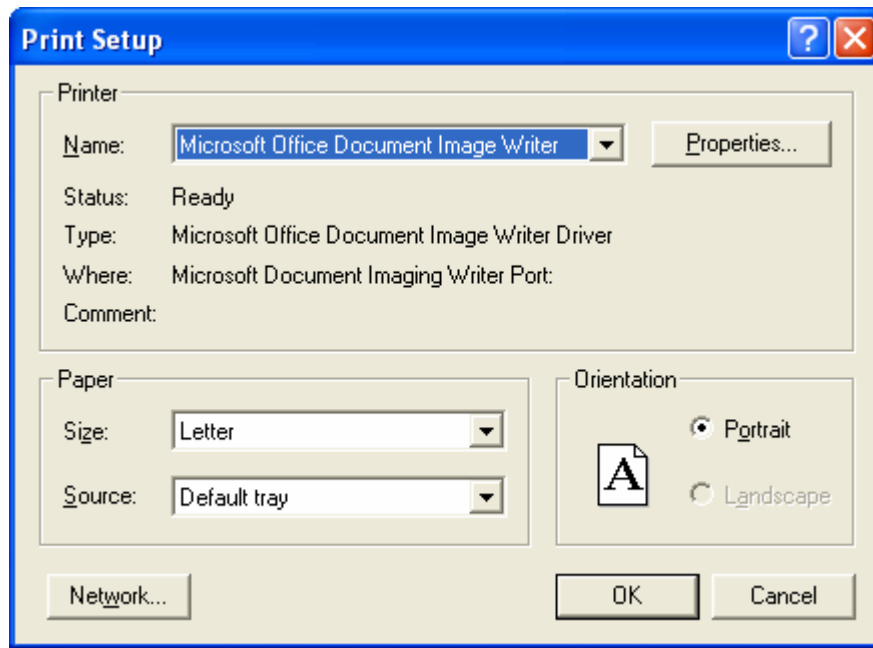 Print Setup
Printer
Name: Microsoft Office Document Image Writer Properties...
Status: Ready
Type: Microsoft Office Document Image Writer Driver
Where: Microsoft Document Imaging Writer Port:
Comment:
Paper
Size: Letter
Source: Default tray
Orientation
Portrait
A
Landscape
Network... OK Cancel